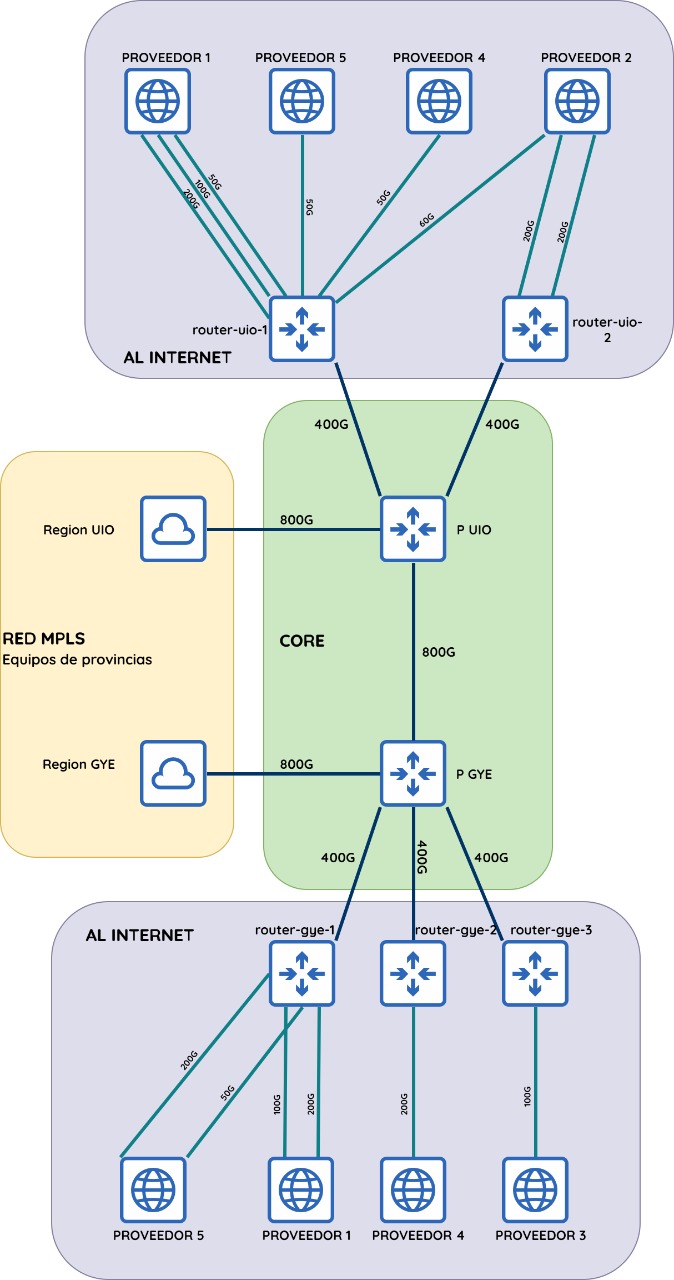 PROVEEDOR 1
PROVEEDOR 5
PROVEEDOR 4
PROVEEDOR 2
200G
100G
50G
50G
50G
60G
200G
200G
router-uio-1
router-uio-
2
AL INTERNET
400G
400G
Region UIO
800G
P UIO
RED MPLS
Equipos de provincias
CORE
800G
Region GYE
800G
P GYE
400G
400G
400G
AL INTERNET
router-gye-1
router-gye-2
router-gye-3
200G
50G
100G
200G
200G
100G
PROVEEDOR 5
PROVEEDOR 1
PROVEEDOR 4
PROVEEDOR 3